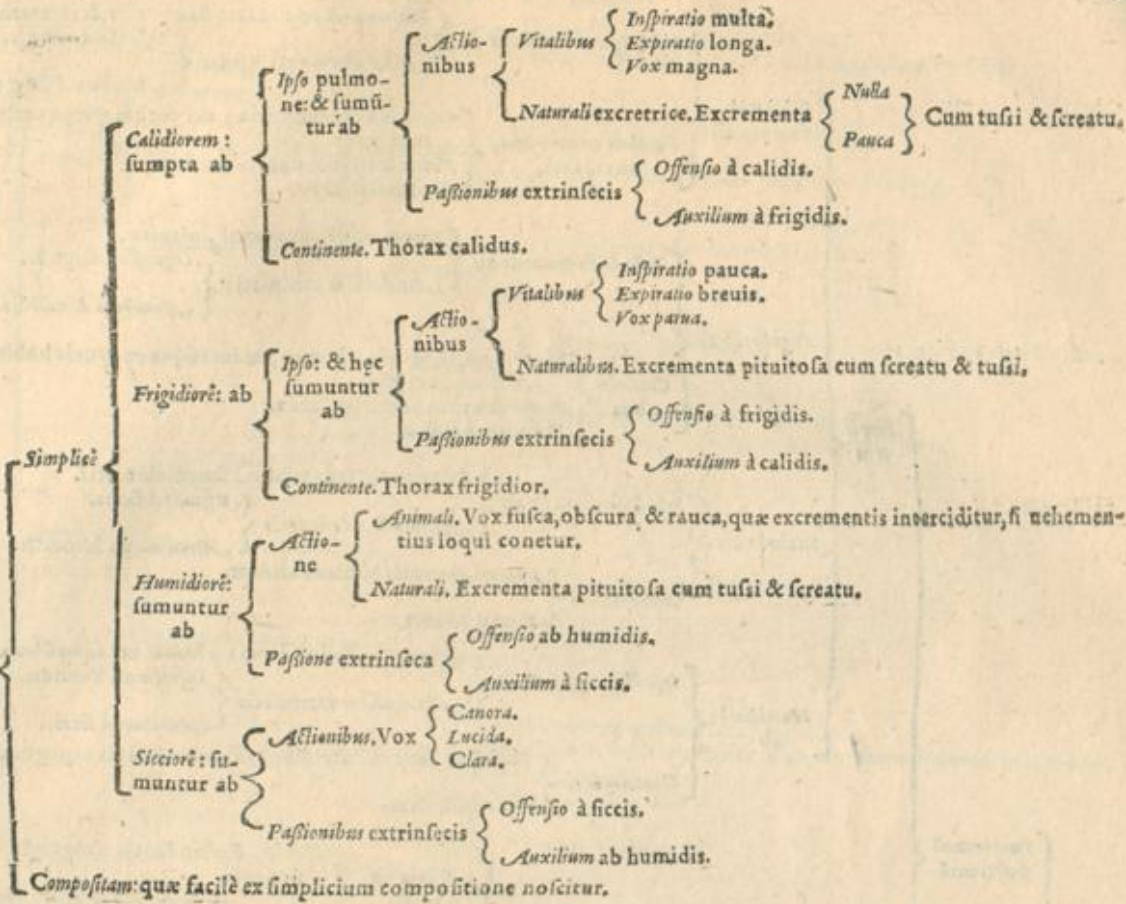 Inſpiratio multa.
Expiratio longa.
Vox magna.
Vitalibus
Actio-
nibus
Naturali excretrice. Excrementa
Nulla
Pauca
Cum tuſsi & ſcreatu.
Ipſo pulmo-
ne: & ſumū-
tur ab
Paſsionibus extrinſecis
Offenſio à calidis.
Auxilium à frigidis.
Calidiorem:
ſumpta ab
Continente. Thorax calidus.
Inſpiratio pauca.
Expiratio breuis.
Vox parua.
Vitalibus
Actio-
nibus
Naturalibus. Excrementa pituitoſa cum ſcreatu & tuſsi.
Ipſo: & hęc
ſumuntur
ab
Frigidiorē: ab
Paſsionibus extrinſecis
Offenſio à frigidis.
Auxilium à calidis.
Continente. Thorax frigidior.
Simplicē
Animali. Vox fuſca, obſcura & rauca, quæ excrementis interciditur, ſi uehemen-
tius loqui conetur.
Actio-
ne
Naturali. Excrementa pituitoſa cum tuſsi & ſcreatu.
Humidiorē:
ſumuntur
ab
Paſsione extrinſeca
Offenſio ab humidis.
Auxilium à ſiccis.
Actionibus. Vox
Canora.
Lucida.
Clara.
Sicciorē: ſu-
muntur ab
Paſsionibus extrinſecis
Offenſio à ſiccis.
Auxilium ab humidis.
Compoſitam: quæ facilè ex ſimplicium compoſitione noſcitur.